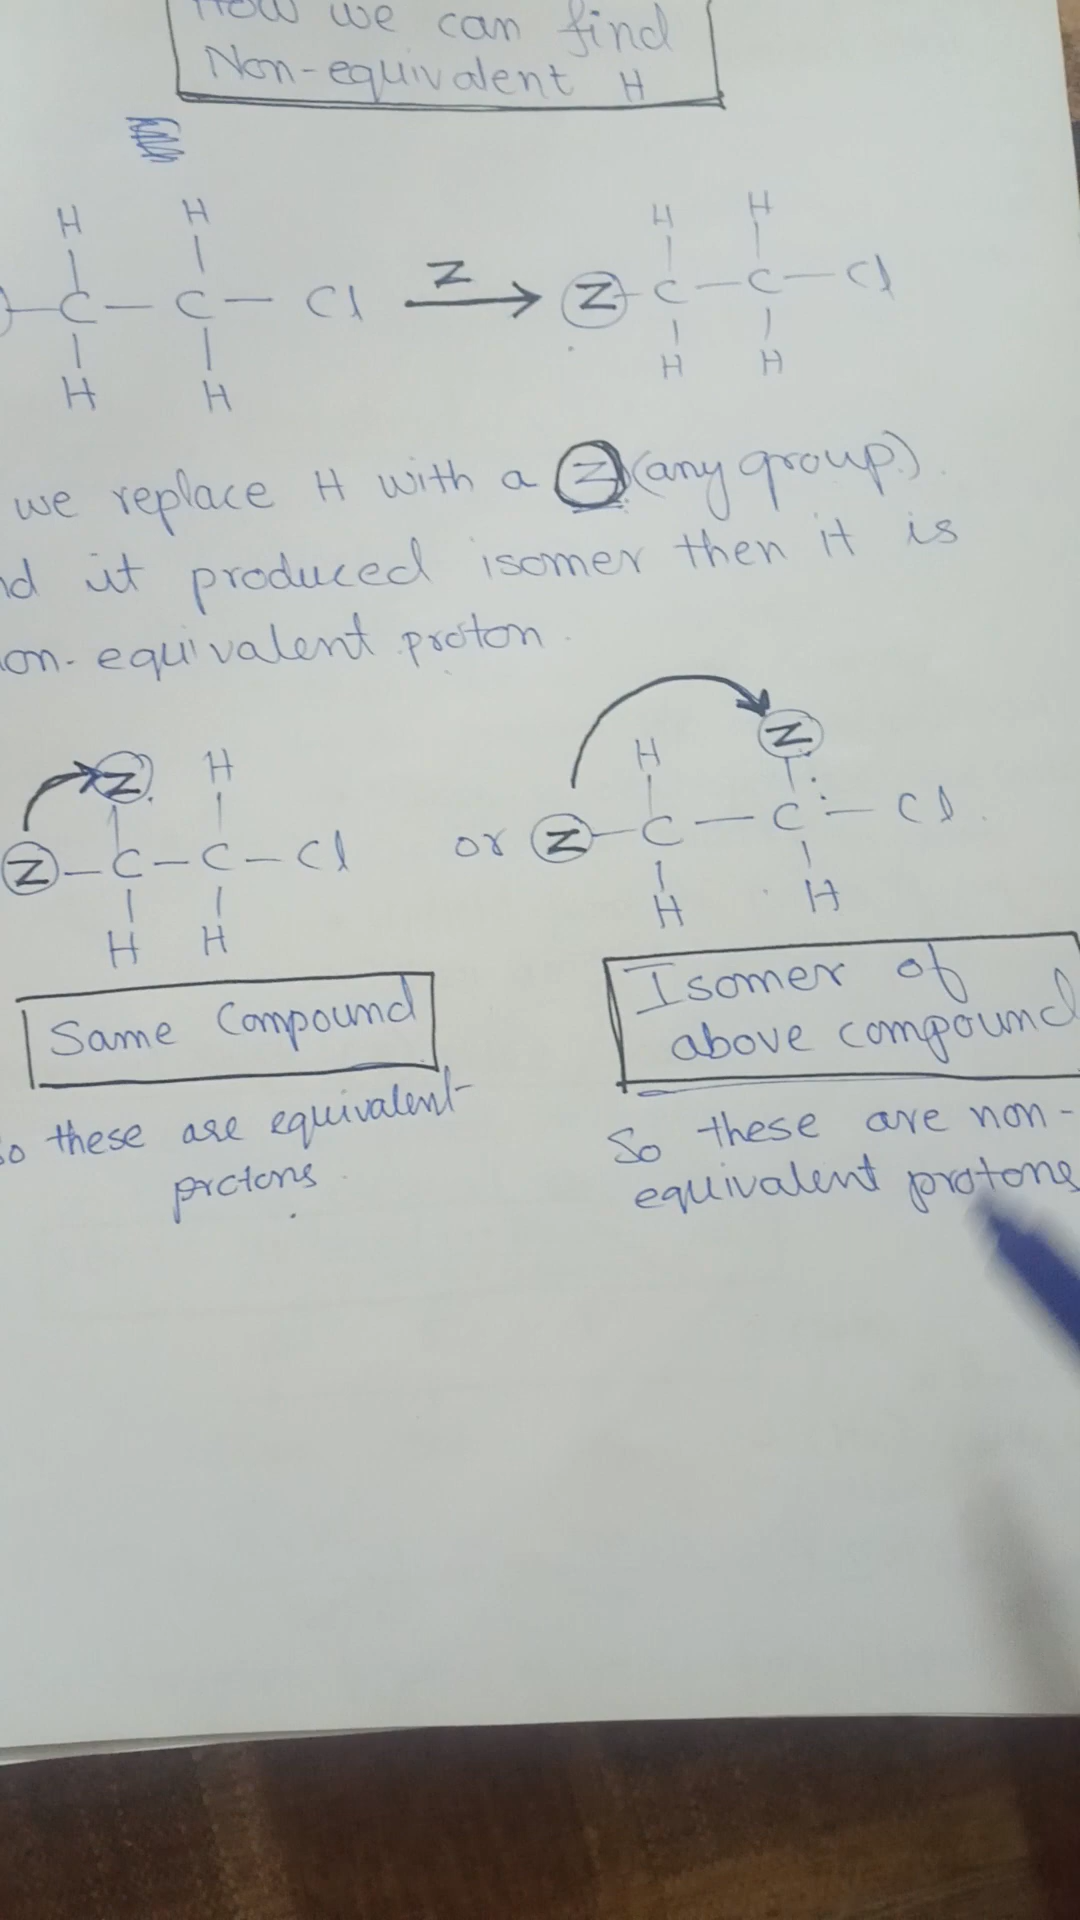 How we can find
Non-equivalent H
H H H H
C - C - Cl Z → Z - C - C - Cl
H H H H
we replace H with a Z (any group).
it produced isomer then it is
equivalent proton.
Z H H Z
Z - C - C - Cl or Z - C - C - Cl.
H H H H
Same Compound
Isomer of
above compound
so these are equivalent
protons.
So these are non-
equivalent protons